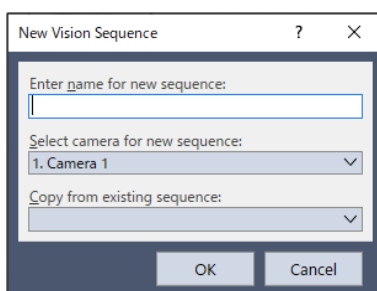 New Vision Sequence
?
Enter name for new sequence:
Select camera for new sequence:
1. Camera 1
Copy from existing sequence:
OK
Cancel